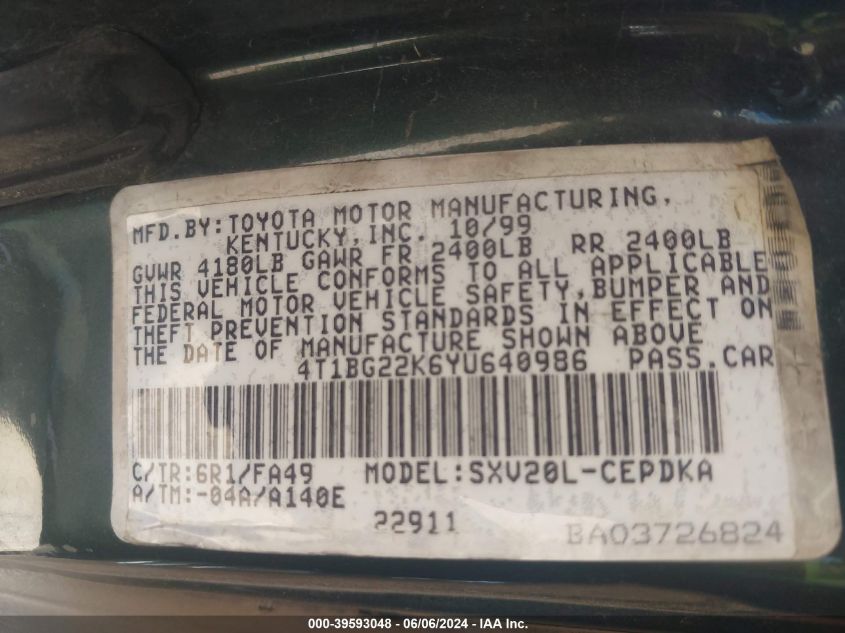 MFD.BY:TOYOTA MOTOR MANUFACTURING,
KENTUCKY,INC. 10/99
GVWR 4180LB GAWR FR 2400LB RR 2400LB
THIS VEHICLE CONFORMS TO ALL APPLICABLE
FEDERAL MOTOR VEHICLE SAFETY,BUMPER AND
THEFT PREVENTION STANDARDS IN EFFECT ON
THE DATE OF MANUFACTURE SHOWN ABOVE
4T1BG22K6YU640986 PASS.CAR
C/TR:6R1/FA49 MODEL:SXV20L-CEPDKA
A/TM:-04A/A140E
22911
BA03726824
000-39593048 - 06/06/2024 - IAA, Inc.